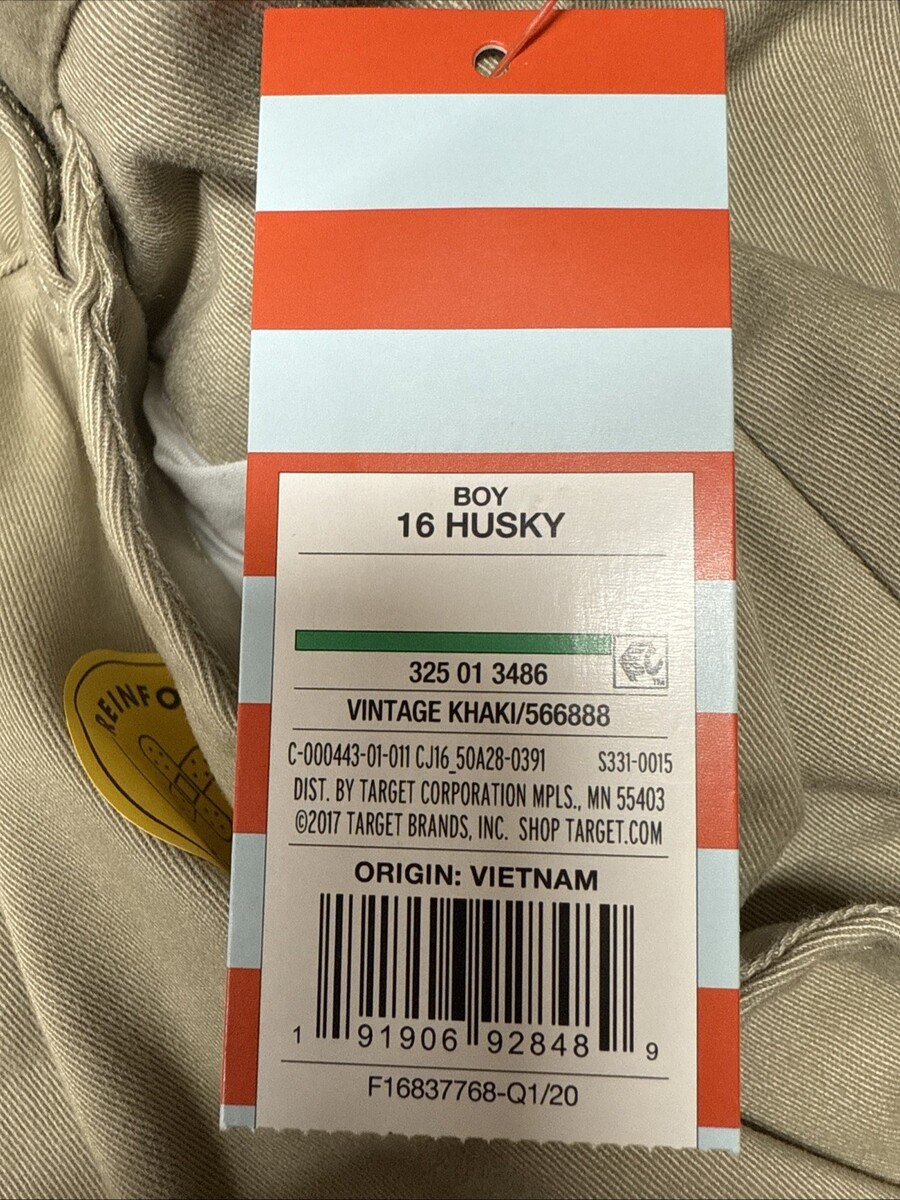 BOY
16 HUSKY
TM
325 01 3486
VINTAGE KHAKI/566888
C-000443-01-011 CJ16_50A28-0391 S331-0015
DIST. BY TARGET CORPORATION MPLS., MN 55403
©2017 TARGET BRANDS, INC. SHOP TARGET.COM
ORIGIN: VIETNAM
1 91906 92848 9
F16837768-Q1/20